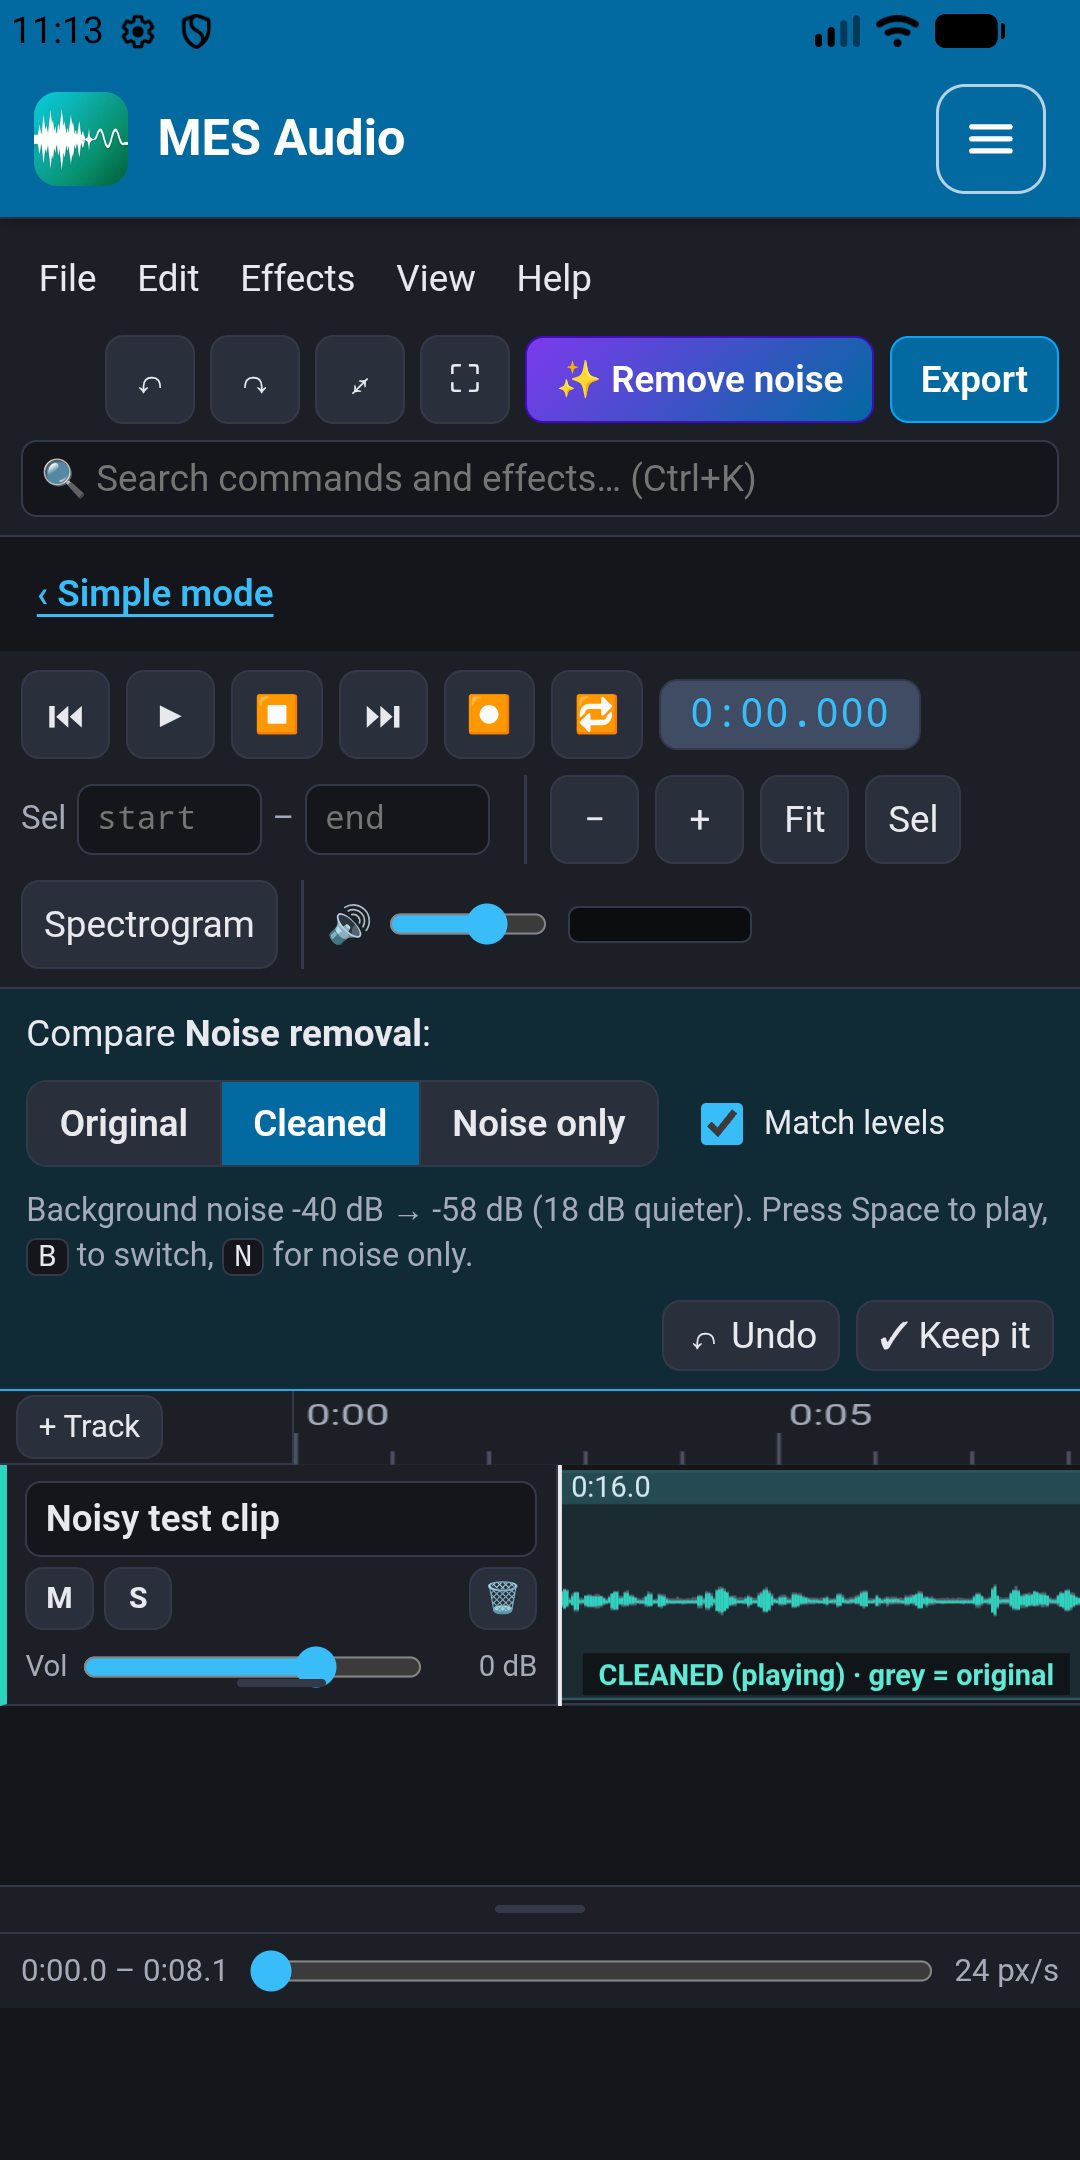 11:13
MES Audio
File Edit Effects View Help
✨ Remove noise Export
🔍 Search commands and effects... (Ctrl+K)
‹ Simple mode
0:00.000
Sel start – end − + Fit Sel
Spectrogram
Compare Noise removal:
Original Cleaned Noise only Match levels
Background noise -40 dB → -58 dB (18 dB quieter). Press Space to play,
B to switch, N for noise only.
Undo ✓ Keep it
+ Track 0:00 0:05
0:16.0
Noisy test clip
M S
Vol 0 dB
CLEANED (playing) · grey = original
0:00.0 – 0:08.1 24 px/s